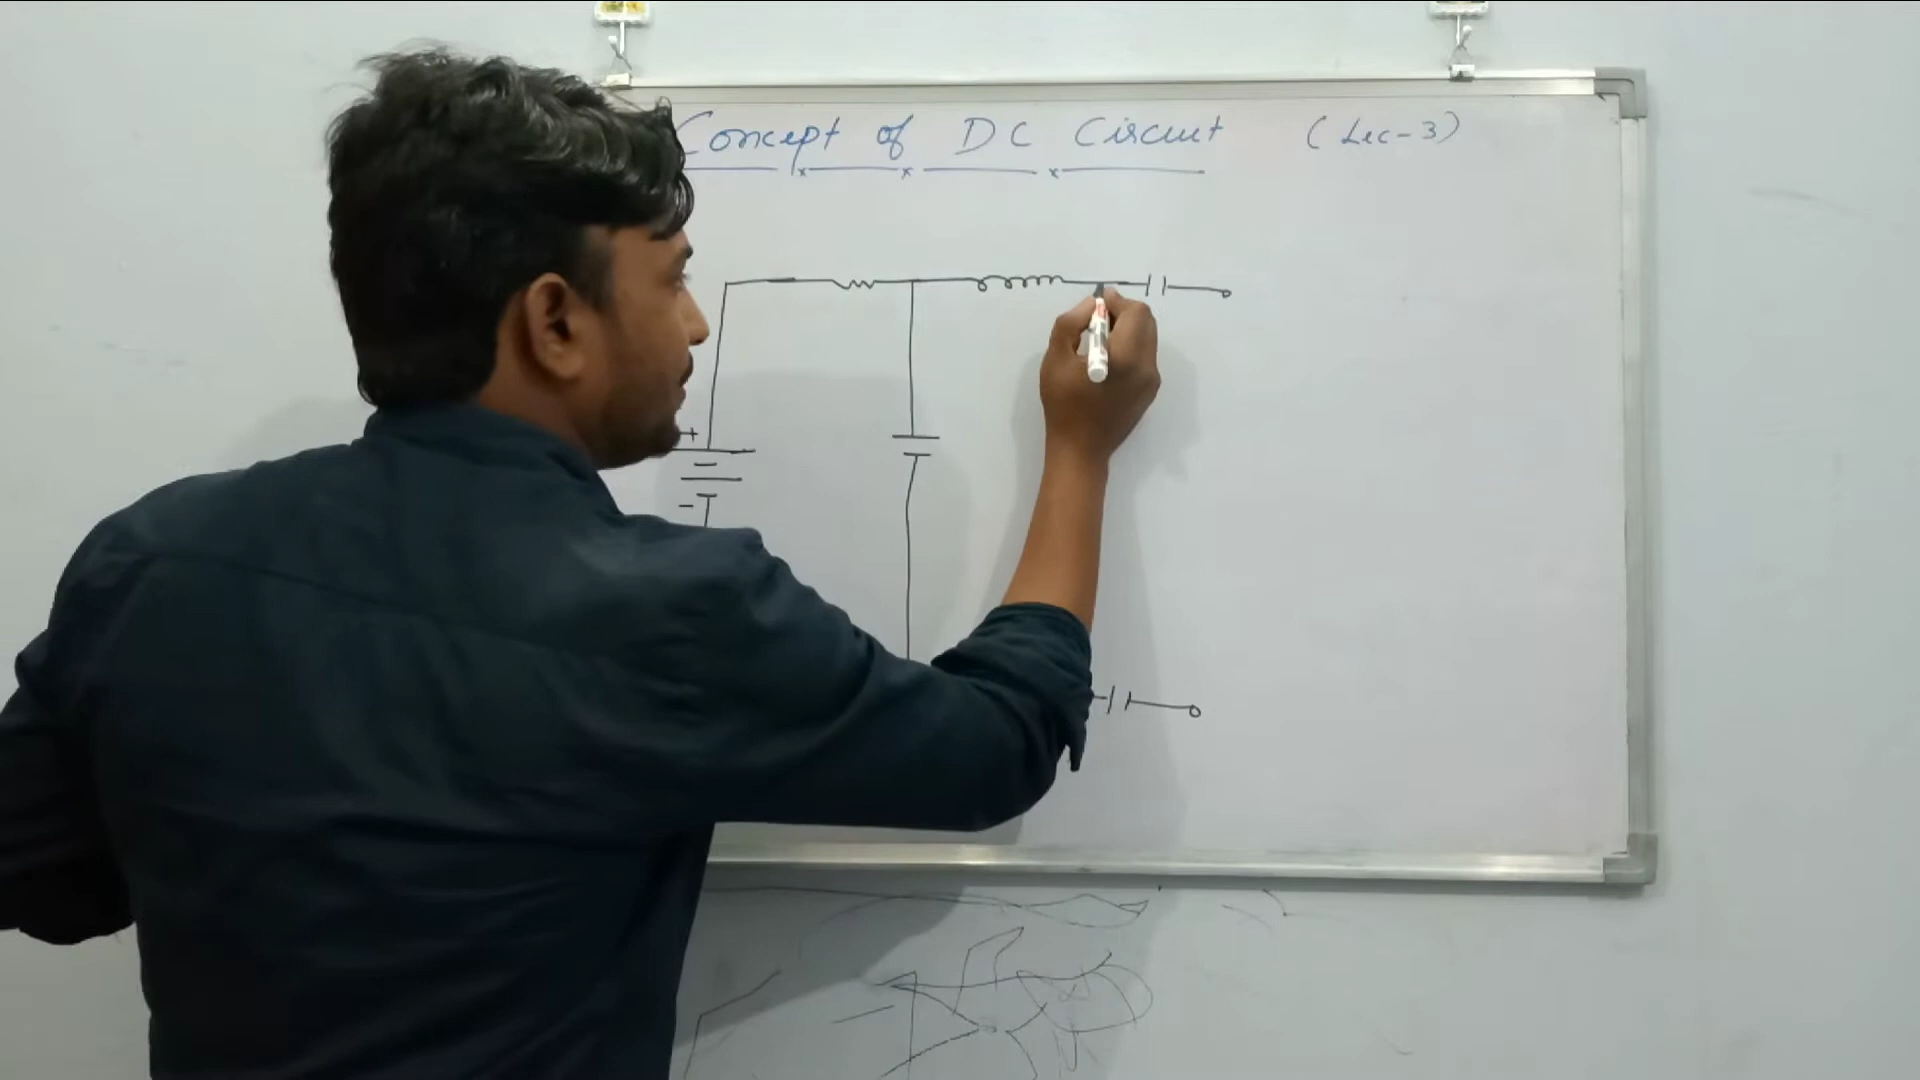 Concept of DC Circuit (Lec-3)
+
-